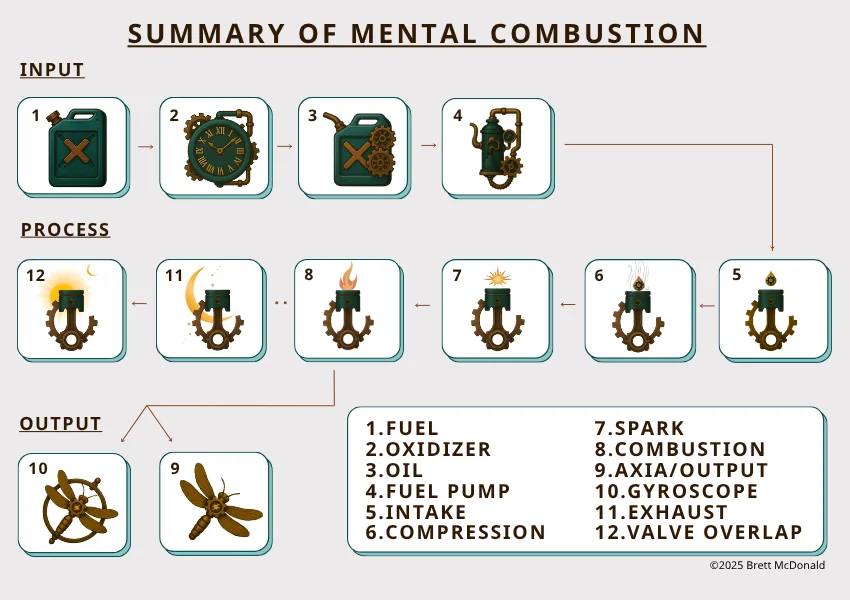 SUMMARY OF MENTAL COMBUSTION
INPUT
1
2
3
4
PROCESS
12
11
8
7
6
5
OUTPUT
10
9
1.FUEL
2.OXIDIZER
3.OIL
4.FUEL PUMP
5.INTAKE
6.COMPRESSION
7.SPARK
8.COMBUSTION
9.AXIA/OUTPUT
10.GYROSCOPE
11.EXHAUST
12.VALVE OVERLAP
©2025 Brett McDonald